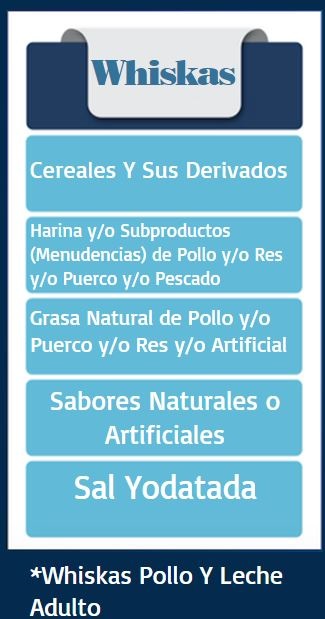 Whiskas
Cereales Y Sus Derivados
Harina y/o Subproductos
(Menudencias) de Pollo y/o Res
y/o Puerco y/o Pescado
Grasa Natural de Pollo y/o
Puerco y/o Res y/o Artificial
Sabores Naturales o
Artificiales
Sal Yodatada
*Whiskas Pollo Y Leche
Adulto